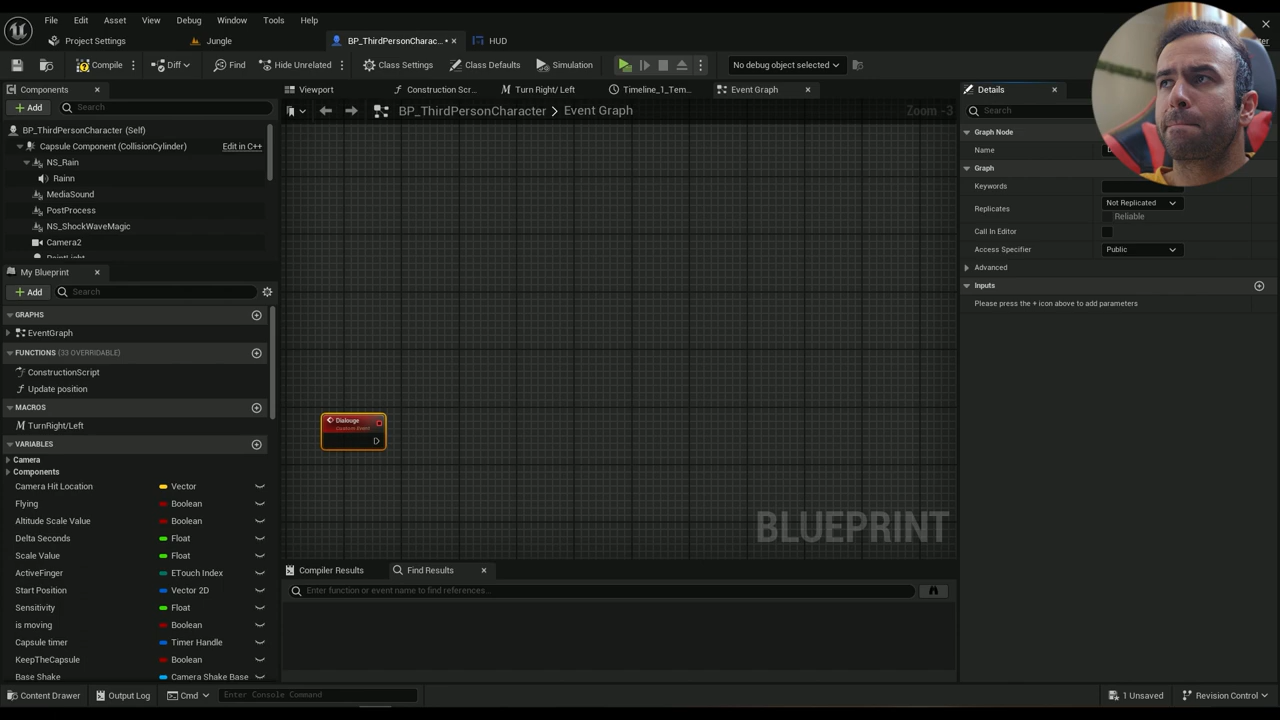 File Edit Asset View Debug Window Tools Help
Project Settings Jungle BP_ThirdPersonCharac... • HUD
Compile Diff Find Hide Unrelated Class Settings Class Defaults Simulation No debug object selected
Components Viewport Construction Scr... Turn Right/ Left Timeline_1_Tem... Event Graph Details
Add Search BP_ThirdPersonCharacter > Event Graph Zoom -3 Search
BP_ThirdPersonCharacter (Self)
Capsule Component (CollisionCylinder) Edit in C++
NS_Rain
Rainn
MediaSound
PostProcess
NS_ShockWaveMagic
Camera2
PointLight
Graph Node
Name
Graph
Keywords
Replicates Not Replicated
Reliable
Call In Editor
Access Specifier Public
Advanced
Inputs
Please press the + icon above to add parameters
My Blueprint
Add Search
GRAPHS
EventGraph
FUNCTIONS (33 OVERRIDABLE)
ConstructionScript
Update position
MACROS
TurnRight/Left
VARIABLES
Camera
Components
Camera Hit Location Vector
Flying Boolean
Altitude Scale Value Boolean
Delta Seconds Float
Scale Value Float
ActiveFinger ETouch Index
Start Position Vector 2D
Sensitivity Float
is moving Boolean
Capsule timer Timer Handle
KeepTheCapsule Boolean
Base Shake Camera Shake Base
Dialouge
Custom Event
BLUEPRINT
Compiler Results Find Results
Enter function or event name to find references...
Content Drawer Output Log Cmd Enter Console Command 1 Unsaved Revision Control